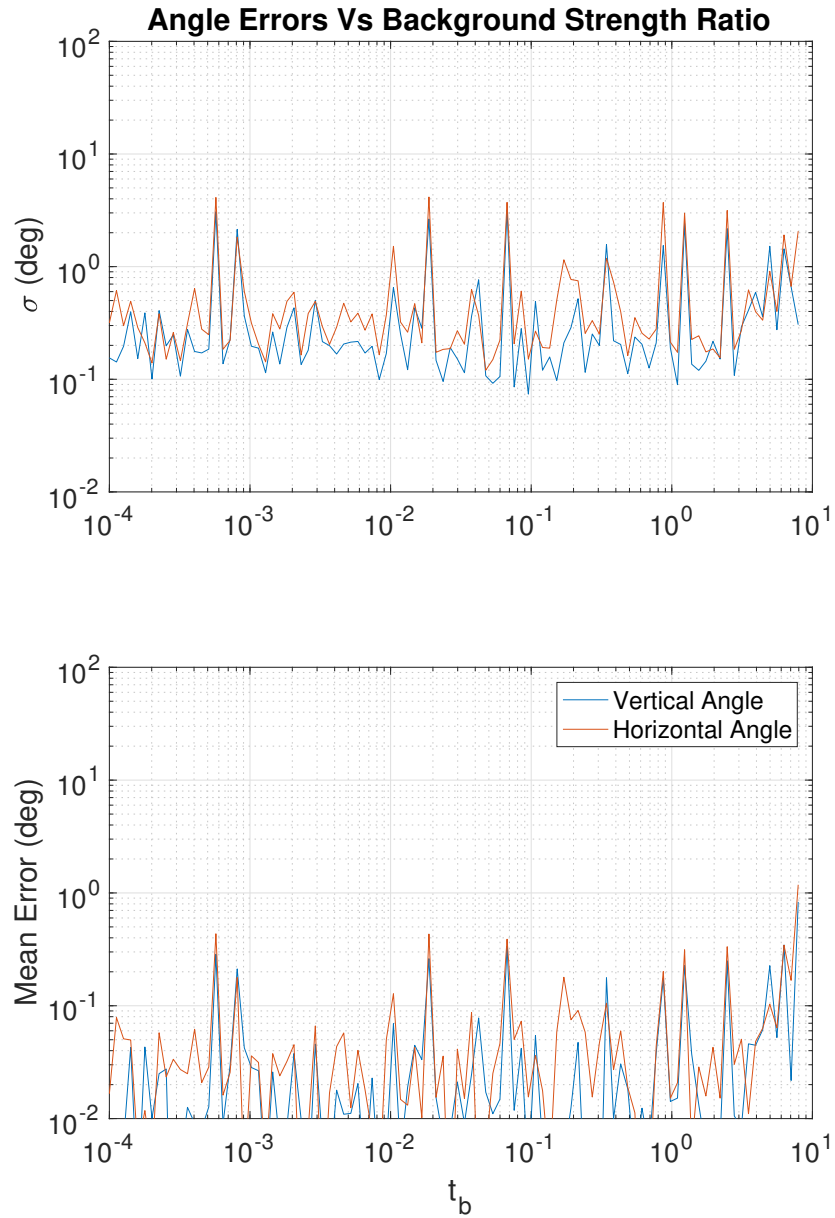 Angle Errors Vs Background Strength Ratio
σ (deg)
10^2
10^1
10^0
10^-1
10^-2
10^-4 10^-3 10^-2 10^-1 10^0 10^1
Mean Error (deg)
10^2
10^1
10^0
10^-1
10^-2
Vertical Angle
Horizontal Angle
10^-4 10^-3 10^-2 10^-1 10^0 10^1
t_b